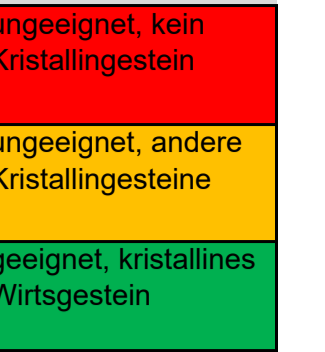 ungeeignet, kein
Kristallingestein
ungeeignet, andere
Kristallingesteine
geeignet, kristallines
Wirtsgestein